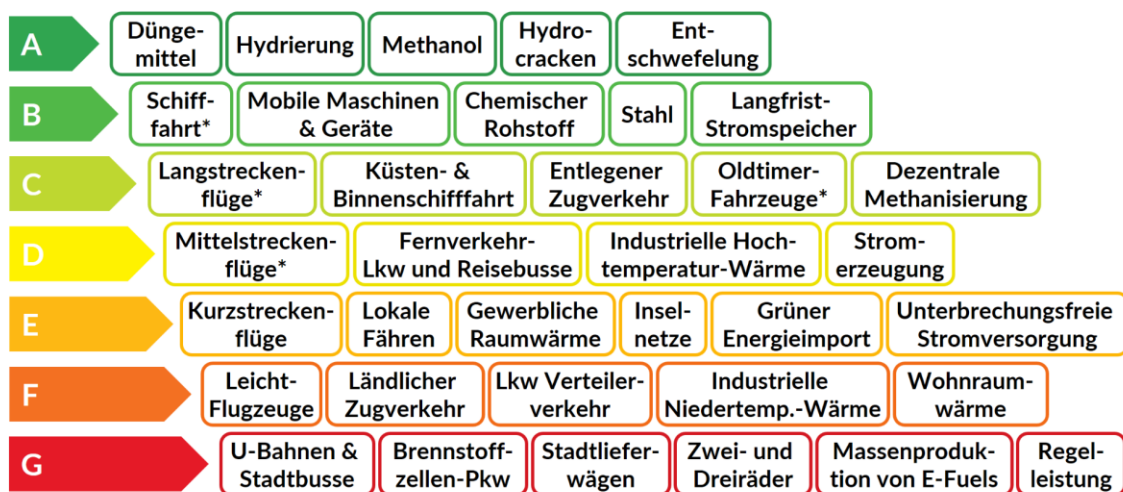 A
Dünge-
mittel
Hydrierung
Methanol
Hydro-
cracken
Ent-
schwefelung
B
Schiff
fahrt*
Mobile Maschinen
& Geräte
Chemischer
Rohstoff
Stahl
Langfrist-
Stromspeicher
C
Langstrecken-
flüge*
Küsten- &
Binnenschifffahrt
Entlegener
Zugverkehr
Oldtimer-
Fahrzeuge*
Dezentrale
Methanisierung
D
Mittelstrecken-
flüge*
Fernverkehr-
Lkw und Reisebusse
Industrielle Hoch-
temperatur-Wärme
Strom-
erzeugung
E
Kurzstrecken-
flüge
Lokale
Fähren
Gewerbliche
Raumwärme
Insel-
netze
Grüner
Energieimport
Unterbrechungsfreie
Stromversorgung
F
Leicht-
Flugzeuge
Ländlicher
Zugverkehr
Lkw Verteiler-
verkehr
Industrielle
Niedertemp.-Wärme
Wohnraum-
wärme
G
U-Bahnen &
Stadtbusse
Brennstoff-
zellen-Pkw
Stadtliefer-
wägen
Zwei- und
Dreiräder
Massenproduk-
tion von E-Fuels
Regel-
leistung